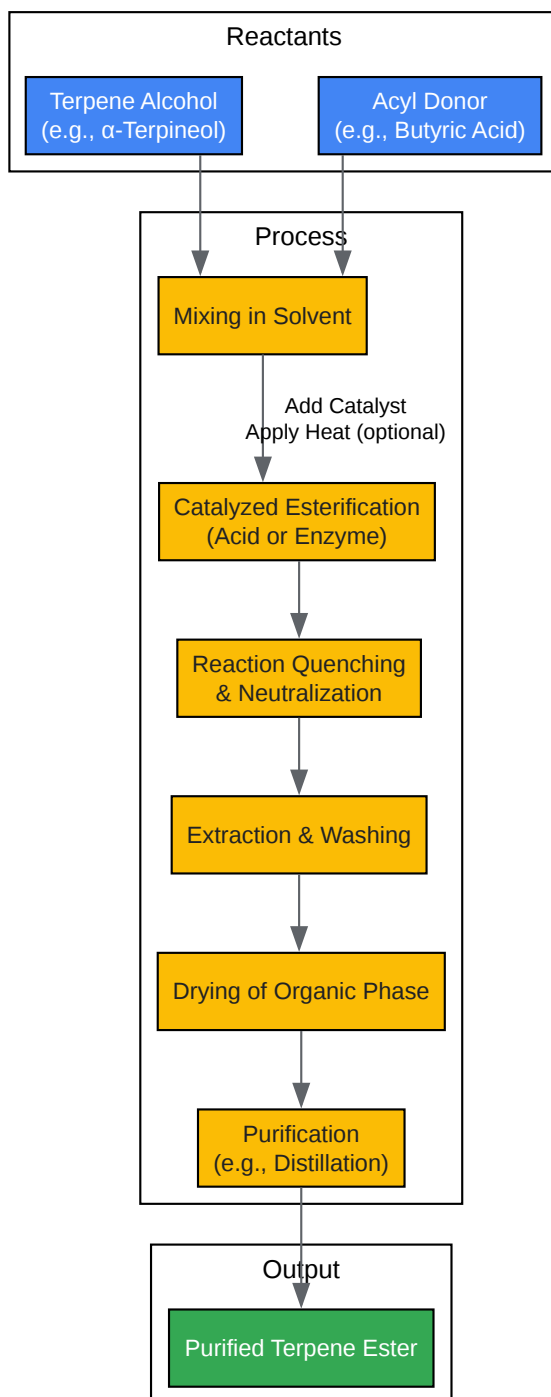 Reactants
Terpene Alcohol
(e.g., α-Terpineol)
Acyl Donor
(e.g., Butyric Acid)
Process
Mixing in Solvent
Add Catalyst
Apply Heat (optional)
Catalyzed Esterification
(Acid or Enzyme)
Reaction Quenching
& Neutralization
Extraction & Washing
Drying of Organic Phase
Purification
(e.g., Distillation)
Output
Purified Terpene Ester